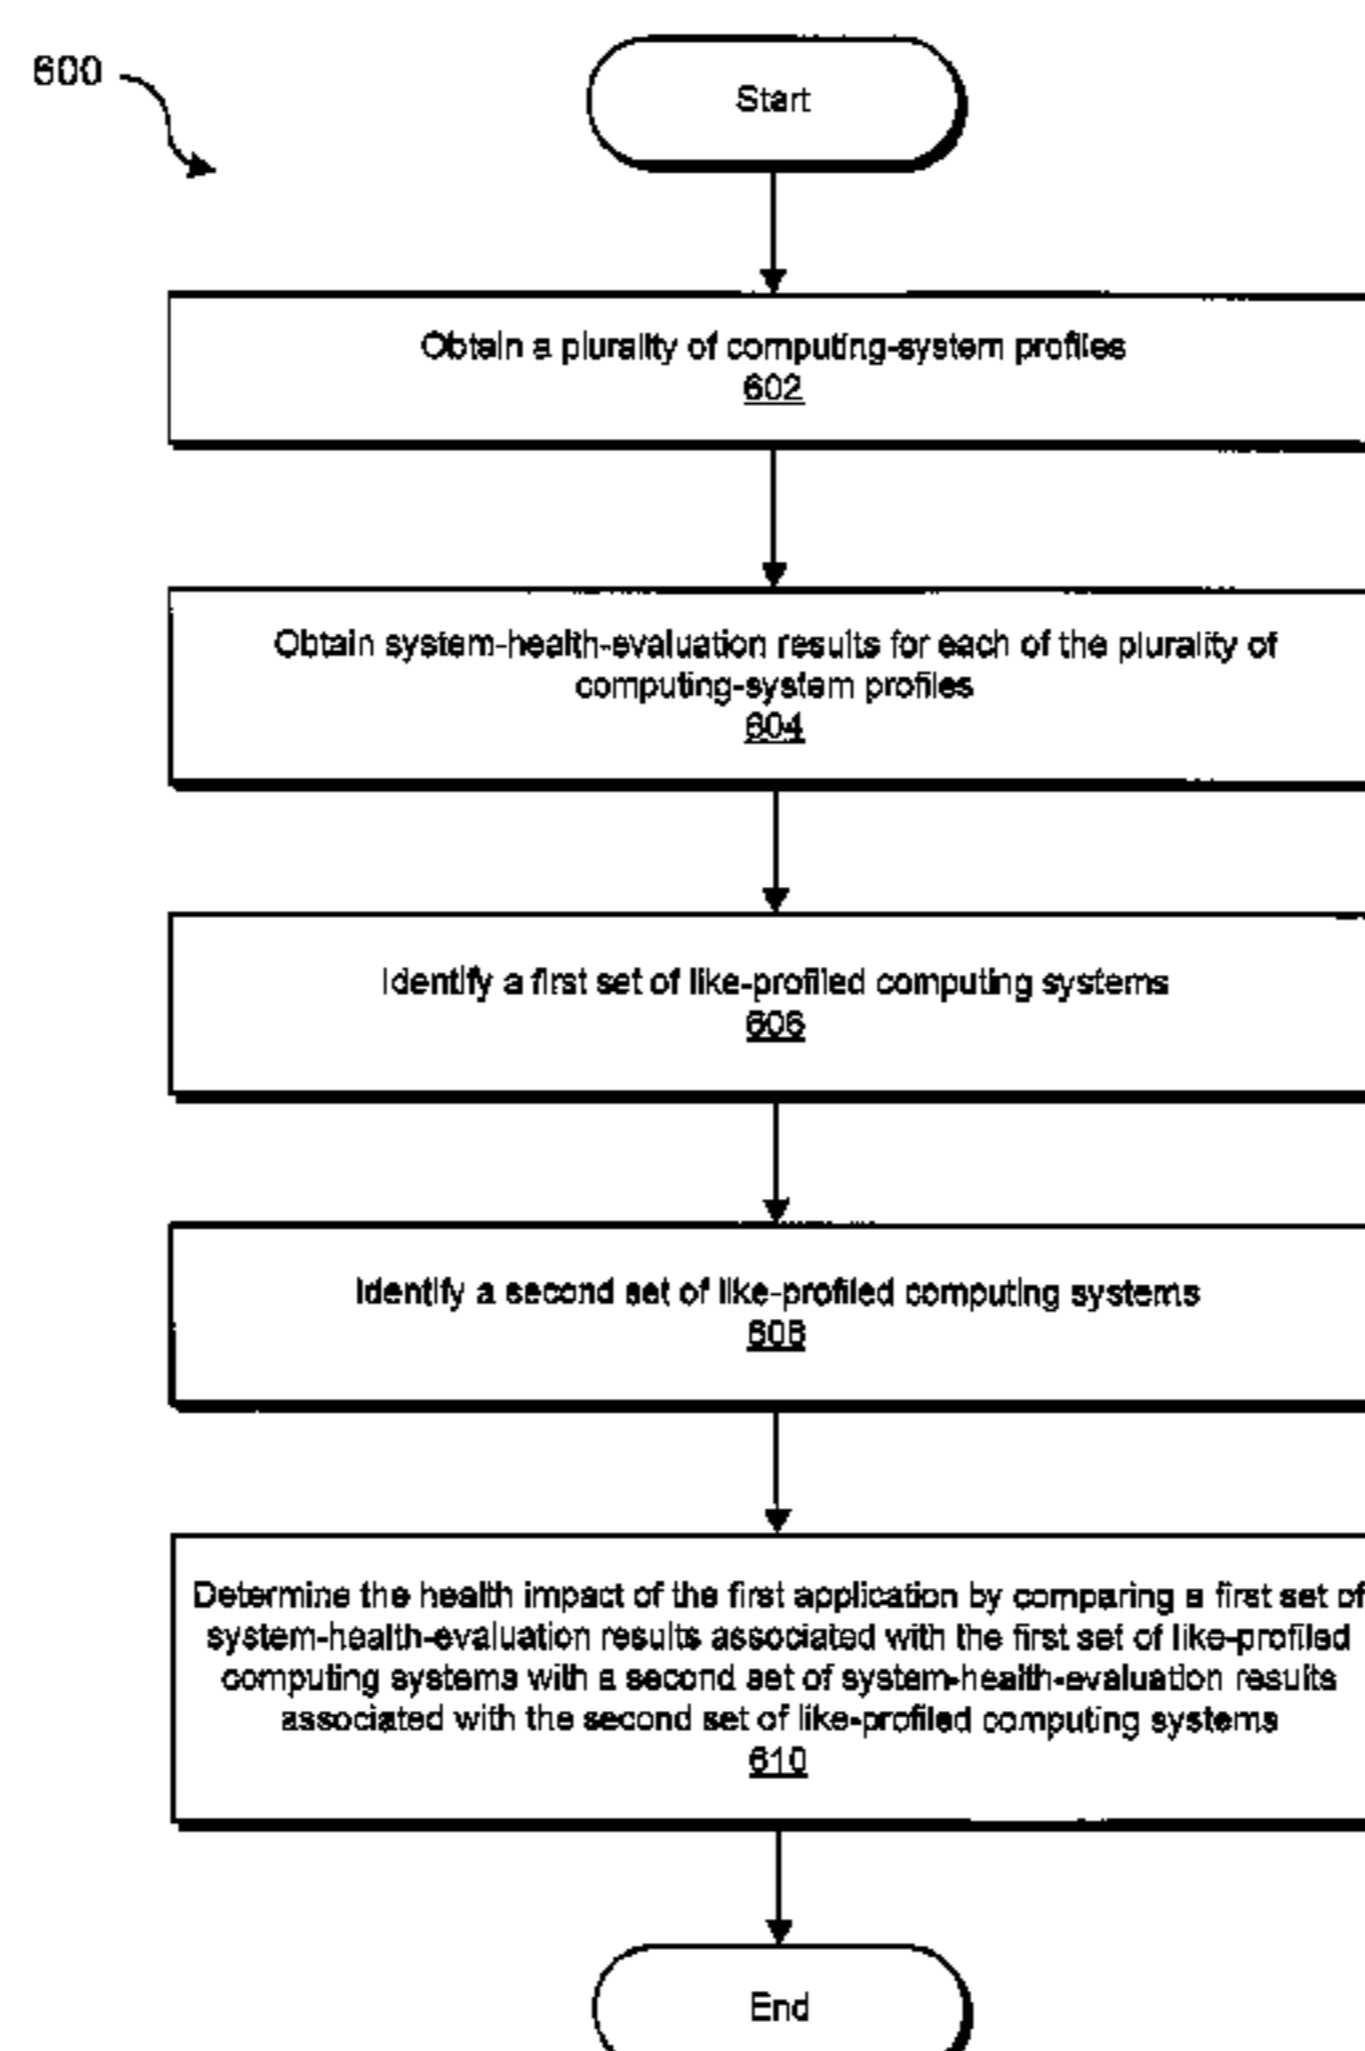 600
Start
Obtain a plurality of computing-system profiles
602
Obtain system-health-evaluation results for each of the plurality of
computing-system profiles
604
Identify a first set of like-profiled computing systems
606
Identify a second set of like-profiled computing systems
608
Determine the health impact of the first application by comparing a first set of
system-health-evaluation results associated with the first set of like-profiled
computing systems with a second set of system-health-evaluation results
associated with the second set of like-profiled computing systems
610
End